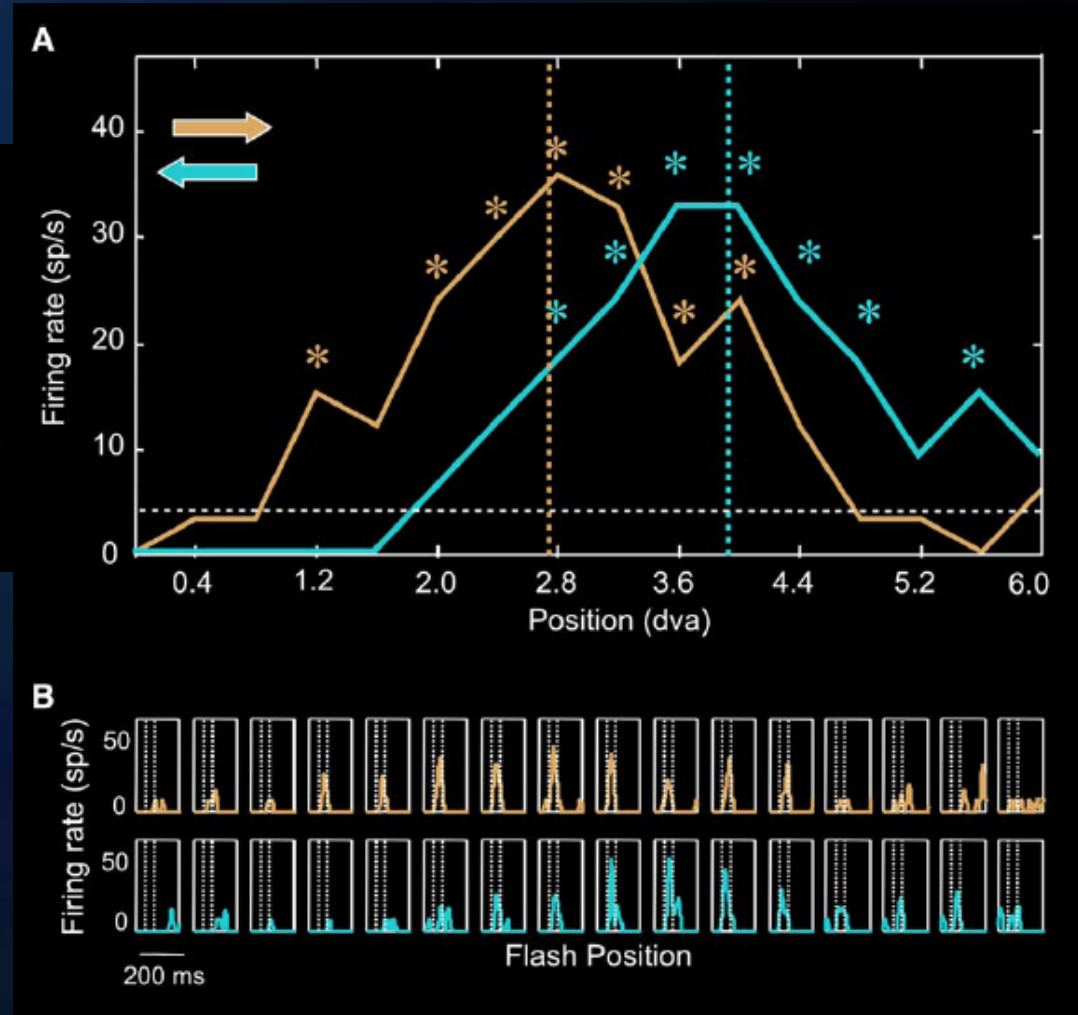 A
Firing rate (sp/s)
40
30
20
10
0
* * * * * * * *
* * * * * * *
0.4 1.2 2.0 2.8 3.6 4.4 5.2 6.0
Position (dva)
B
Firing rate (sp/s)
50
0
50
0
Flash Position
200 ms